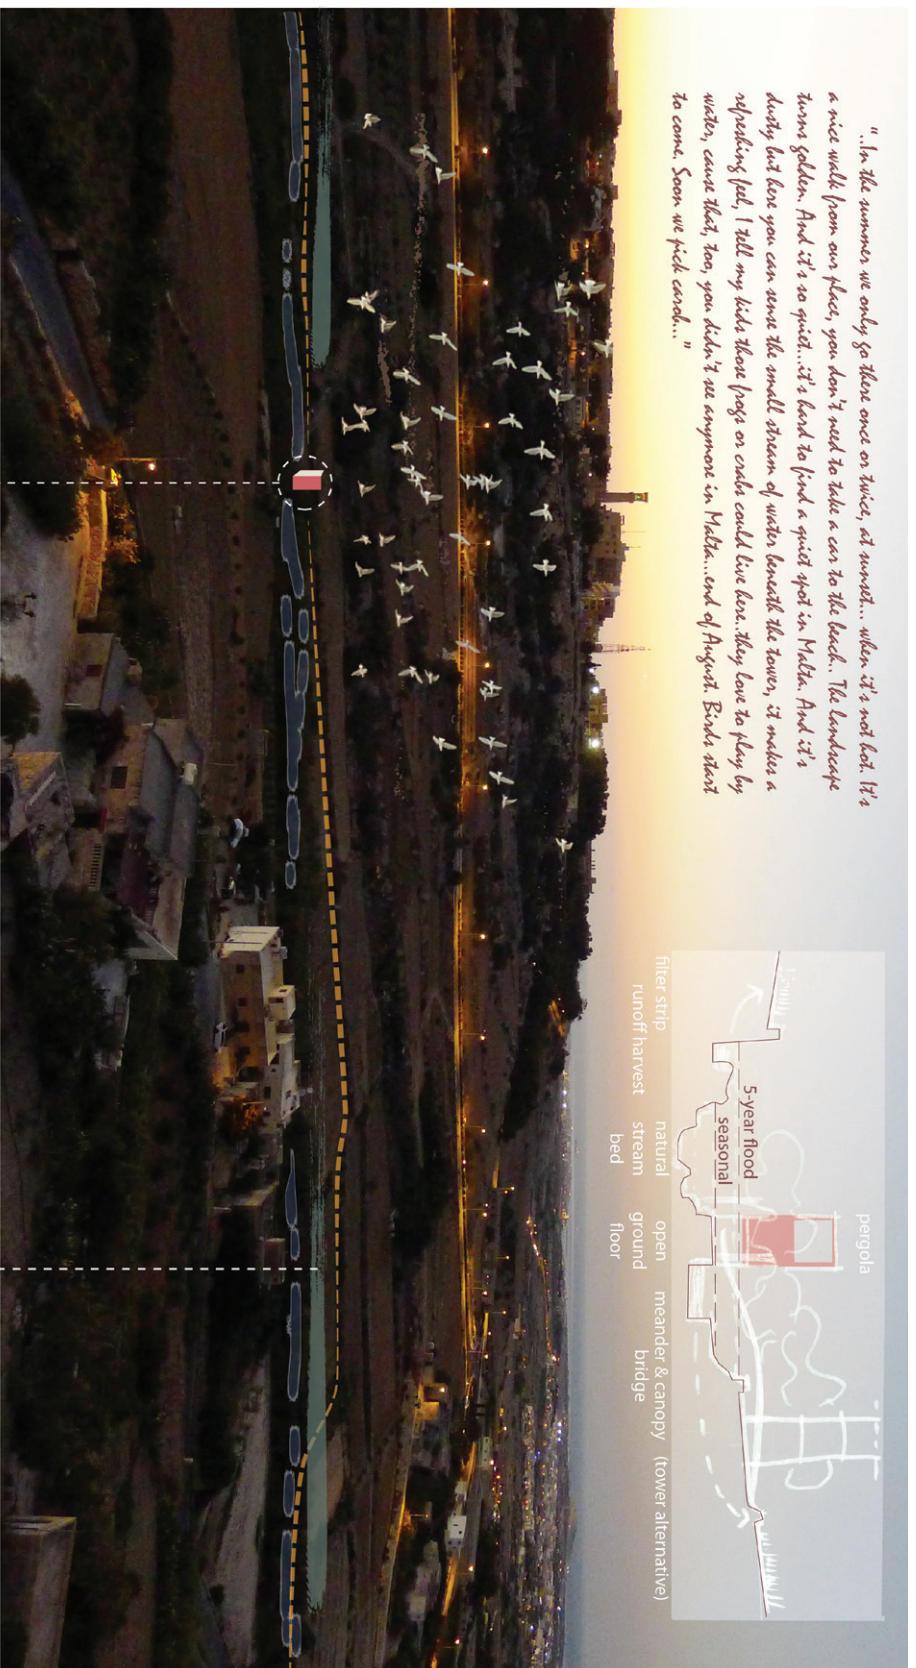 "..In the summer we only go there once or twice, at sunset... when it's not hot. It's
a nice walk from our place, you don't need to take a car to the beach.. The landscape
turns golden. And it's so quiet...it's hard to find a quiet spot in Malta. And it's
dusty but here you can sense the small stream of water beneath the tower, it makes a
refreshing feel, I tell my kids those frogs or crabs could live here..they love to play by
water, cause that, too, you didn't see anymore in Malta...end of August. Birds start
to come. Soon we pick carob..."
pergola
5-year flood
seasonal
filter strip
runoff harvest
natural
stream
bed
open
ground
floor
meander & canopy
bridge
(tower alternative)